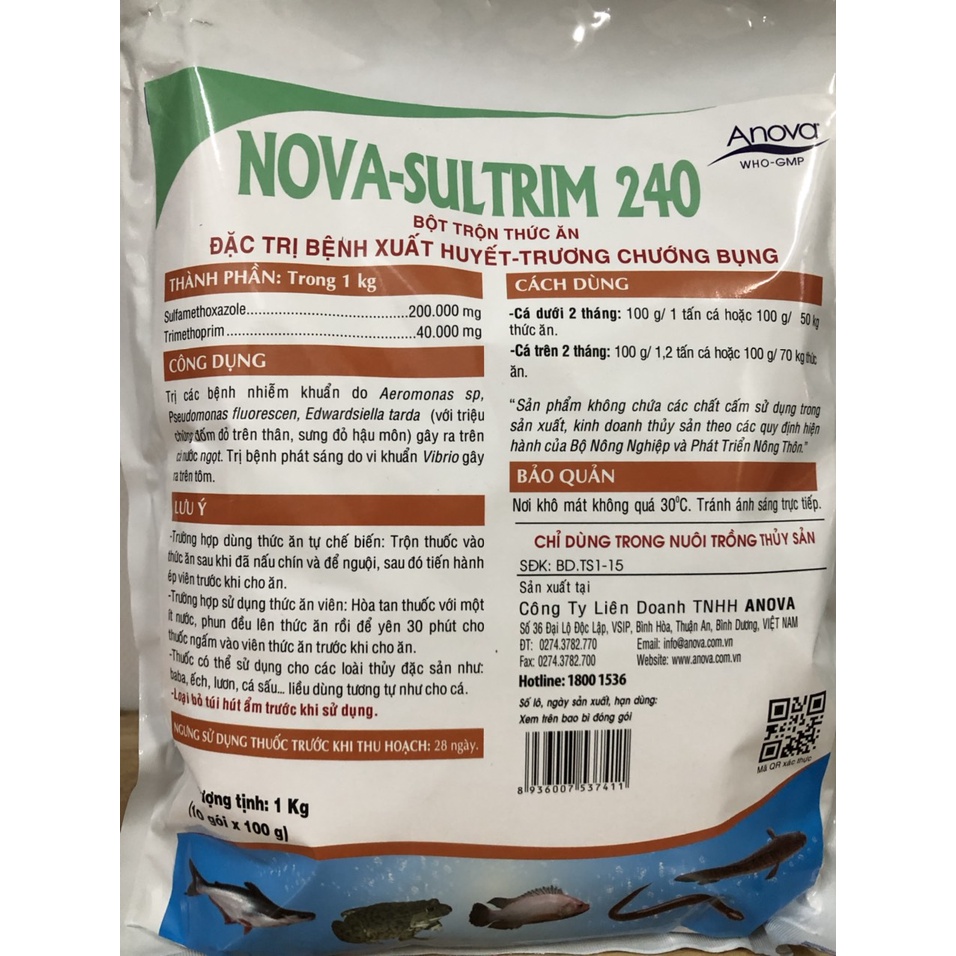 Anova
WHO-GMP
NOVA-SULTRIM 240
BỘT TRỘN THỨC ĂN
ĐẶC TRỊ BỆNH XUẤT HUYẾT-TRƯƠNG CHƯỚNG BỤNG
THÀNH PHẦN: Trong 1 kg
Sulfamethoxazole..........................200.000 mg
Trimethoprim..............................40.000 mg
CÔNG DỤNG
Trị các bệnh nhiễm khuẩn do Aeromonas sp,
Pseudomonas fluorescen, Edwardsiella tarda (với triệu
chứng đốm đỏ trên thân, sưng đỏ hậu môn) gây ra trên
cá nước ngọt. Trị bệnh phát sáng do vi khuẩn Vibrio gây
ra trên tôm.
LƯU Ý
-Trường hợp dùng thức ăn tự chế biến: Trộn thuốc vào
thức ăn sau khi đã nấu chín và để nguội, sau đó tiến hành
ép viên trước khi cho ăn.
-Trường hợp sử dụng thức ăn viên: Hòa tan thuốc với một
ít nước, phun đều lên thức ăn rồi để yên 30 phút cho
thuốc ngấm vào viên thức ăn trước khi cho ăn.
-Thuốc có thể sử dụng cho các loài thủy đặc sản như:
baba, ếch, lươn, cá sấu... liều dùng tương tự như cho cá.
-Loại bỏ túi hút ẩm trước khi sử dụng.
NGƯNG SỬ DỤNG THUỐC TRƯỚC KHI THU HOẠCH: 28 ngày.
ượng tịnh: 1 Kg
(10 gói x 100 g)
CÁCH DÙNG
-Cá dưới 2 tháng: 100 g/ 1 tấn cá hoặc 100 g/ 50 kg
thức ăn.
-Cá trên 2 tháng: 100 g/ 1,2 tấn cá hoặc 100 g/ 70 kg thức
ăn.
"Sản phẩm không chứa các chất cấm sử dụng trong
sản xuất, kinh doanh thủy sản theo các quy định hiện
hành của Bộ Nông Nghiệp và Phát Triển Nông Thôn."
BẢO QUẢN
Nơi khô mát không quá 30⁰C. Tránh ánh sáng trực tiếp.
CHỈ DÙNG TRONG NUÔI TRỒNG THỦY SẢN
SĐK: BD.TS1-15
Sản xuất tại
Công Ty Liên Doanh TNHH ANOVA
Số 36 Đại Lộ Độc Lập, VSIP, Bình Hòa, Thuận An, Bình Dương, VIỆT NAM
ĐT: 0274.3782.770 Email: info@anova.com.vn
Fax: 0274.3782.700 Website: www.anova.com.vn
Hotline: 1800 1536
Số lô, ngày sản xuất, hạn dùng:
Xem trên bao bì đóng gói
8 936007 537411
Mã QR xác thực